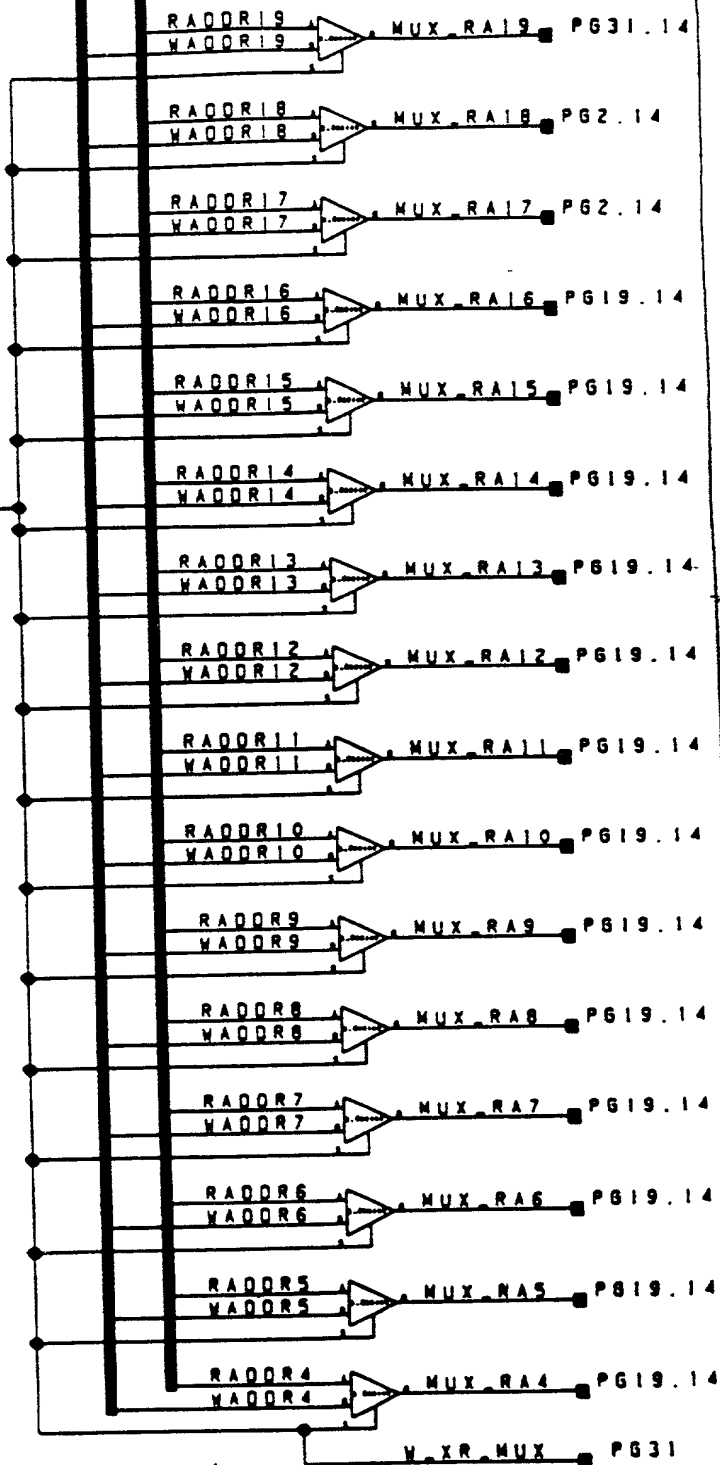 RADDR19 MUX_RA19 PG31.14
WADDR19
RADDR18 MUX_RA18 PG2.14
WADDR18
RADDR17 MUX_RA17 PG2.14
WADDR17
RADDR16 MUX_RA16 PG19.14
WADDR16
RADDR15 MUX_RA15 PG19.14
WADDR15
RADDR14 MUX_RA14 PG19.14
WADDR14
RADDR13 MUX_RA13 PG19.14
WADDR13
RADDR12 MUX_RA12 PG19.14
WADDR12
RADDR11 MUX_RA11 PG19.14
WADDR11
RADDR10 MUX_RA10 PG19.14
WADDR10
RADDR9 MUX_RA9 PG19.14
WADDR9
RADDR8 MUX_RA8 PG19.14
WADDR8
RADDR7 MUX_RA7 PG19.14
WADDR7
RADDR6 MUX_RA6 PG19.14
WADDR6
RADDR5 MUX_RA5 PG19.14
WADDR5
RADDR4 MUX_RA4 PG19.14
WADDR4
W_XR_MUX PG31